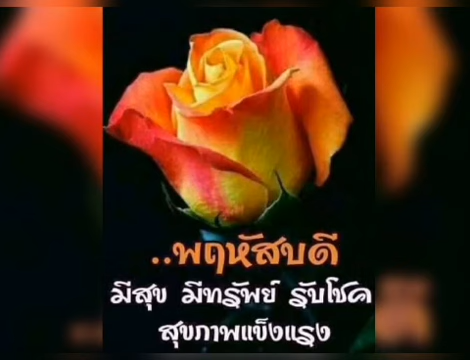 ..พฤหัสบดี
มีสุข มีทรัพย์ รับโชค
สุขภาพแข็งแรง